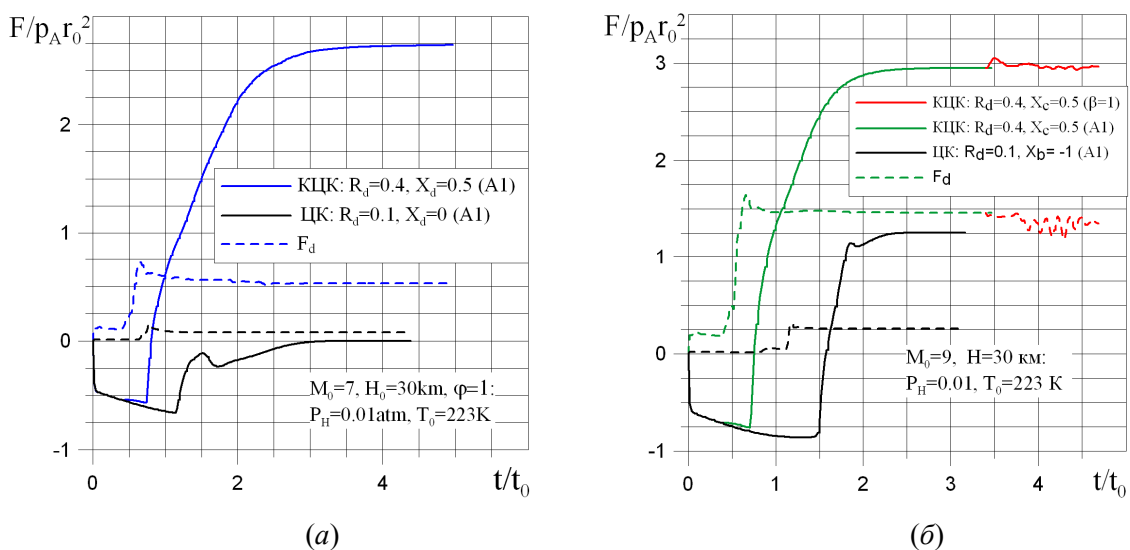 F/p_A r_0^2
2
1
0
-1
0
2
4
t/t_0
КЦК: R_d=0.4, X_d=0.5 (A1)
ЦК: R_d=0.1, X_d=0 (A1)
F_d
M_0=7, H_0=30km, φ=1:
P_H=0.01atm, T_0=223K
(а)
F/p_A r_0^2
3
2
1
0
-1
0
1
2
3
4
t/t_0
КЦК: R_d=0.4, X_c=0.5 (β=1)
КЦК: R_d=0.4, X_c=0.5 (A1)
ЦК: R_d=0.1, X_b= -1 (A1)
F_d
M_0=9, H=30 км:
P_H=0.01, T_0=223 К
(б)